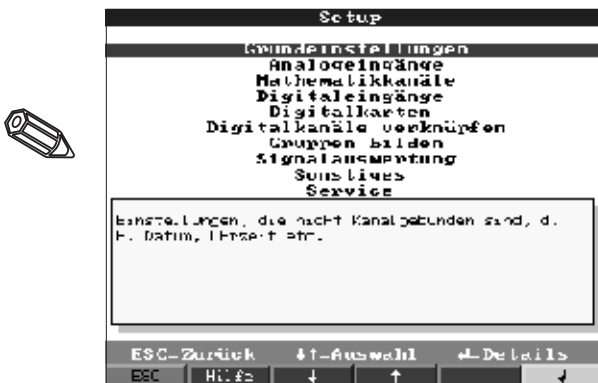 Setup
Grundeinstellungen
Analogeingänge
Mathematikkanäle
Digitaleingänge
Digitalkarten
Digitalkanäle verknüpfen
Gruppen bilden
Signalauswertung
Sonstiges
Service
Einstellungen, die nicht Kanalgebunden sind, d.
h. Datum, Uhrzeit etc.
ESC=Zurück ↓↑=Auswahl ↵=Details
ESC Hilfe ↓ ↑ ↵